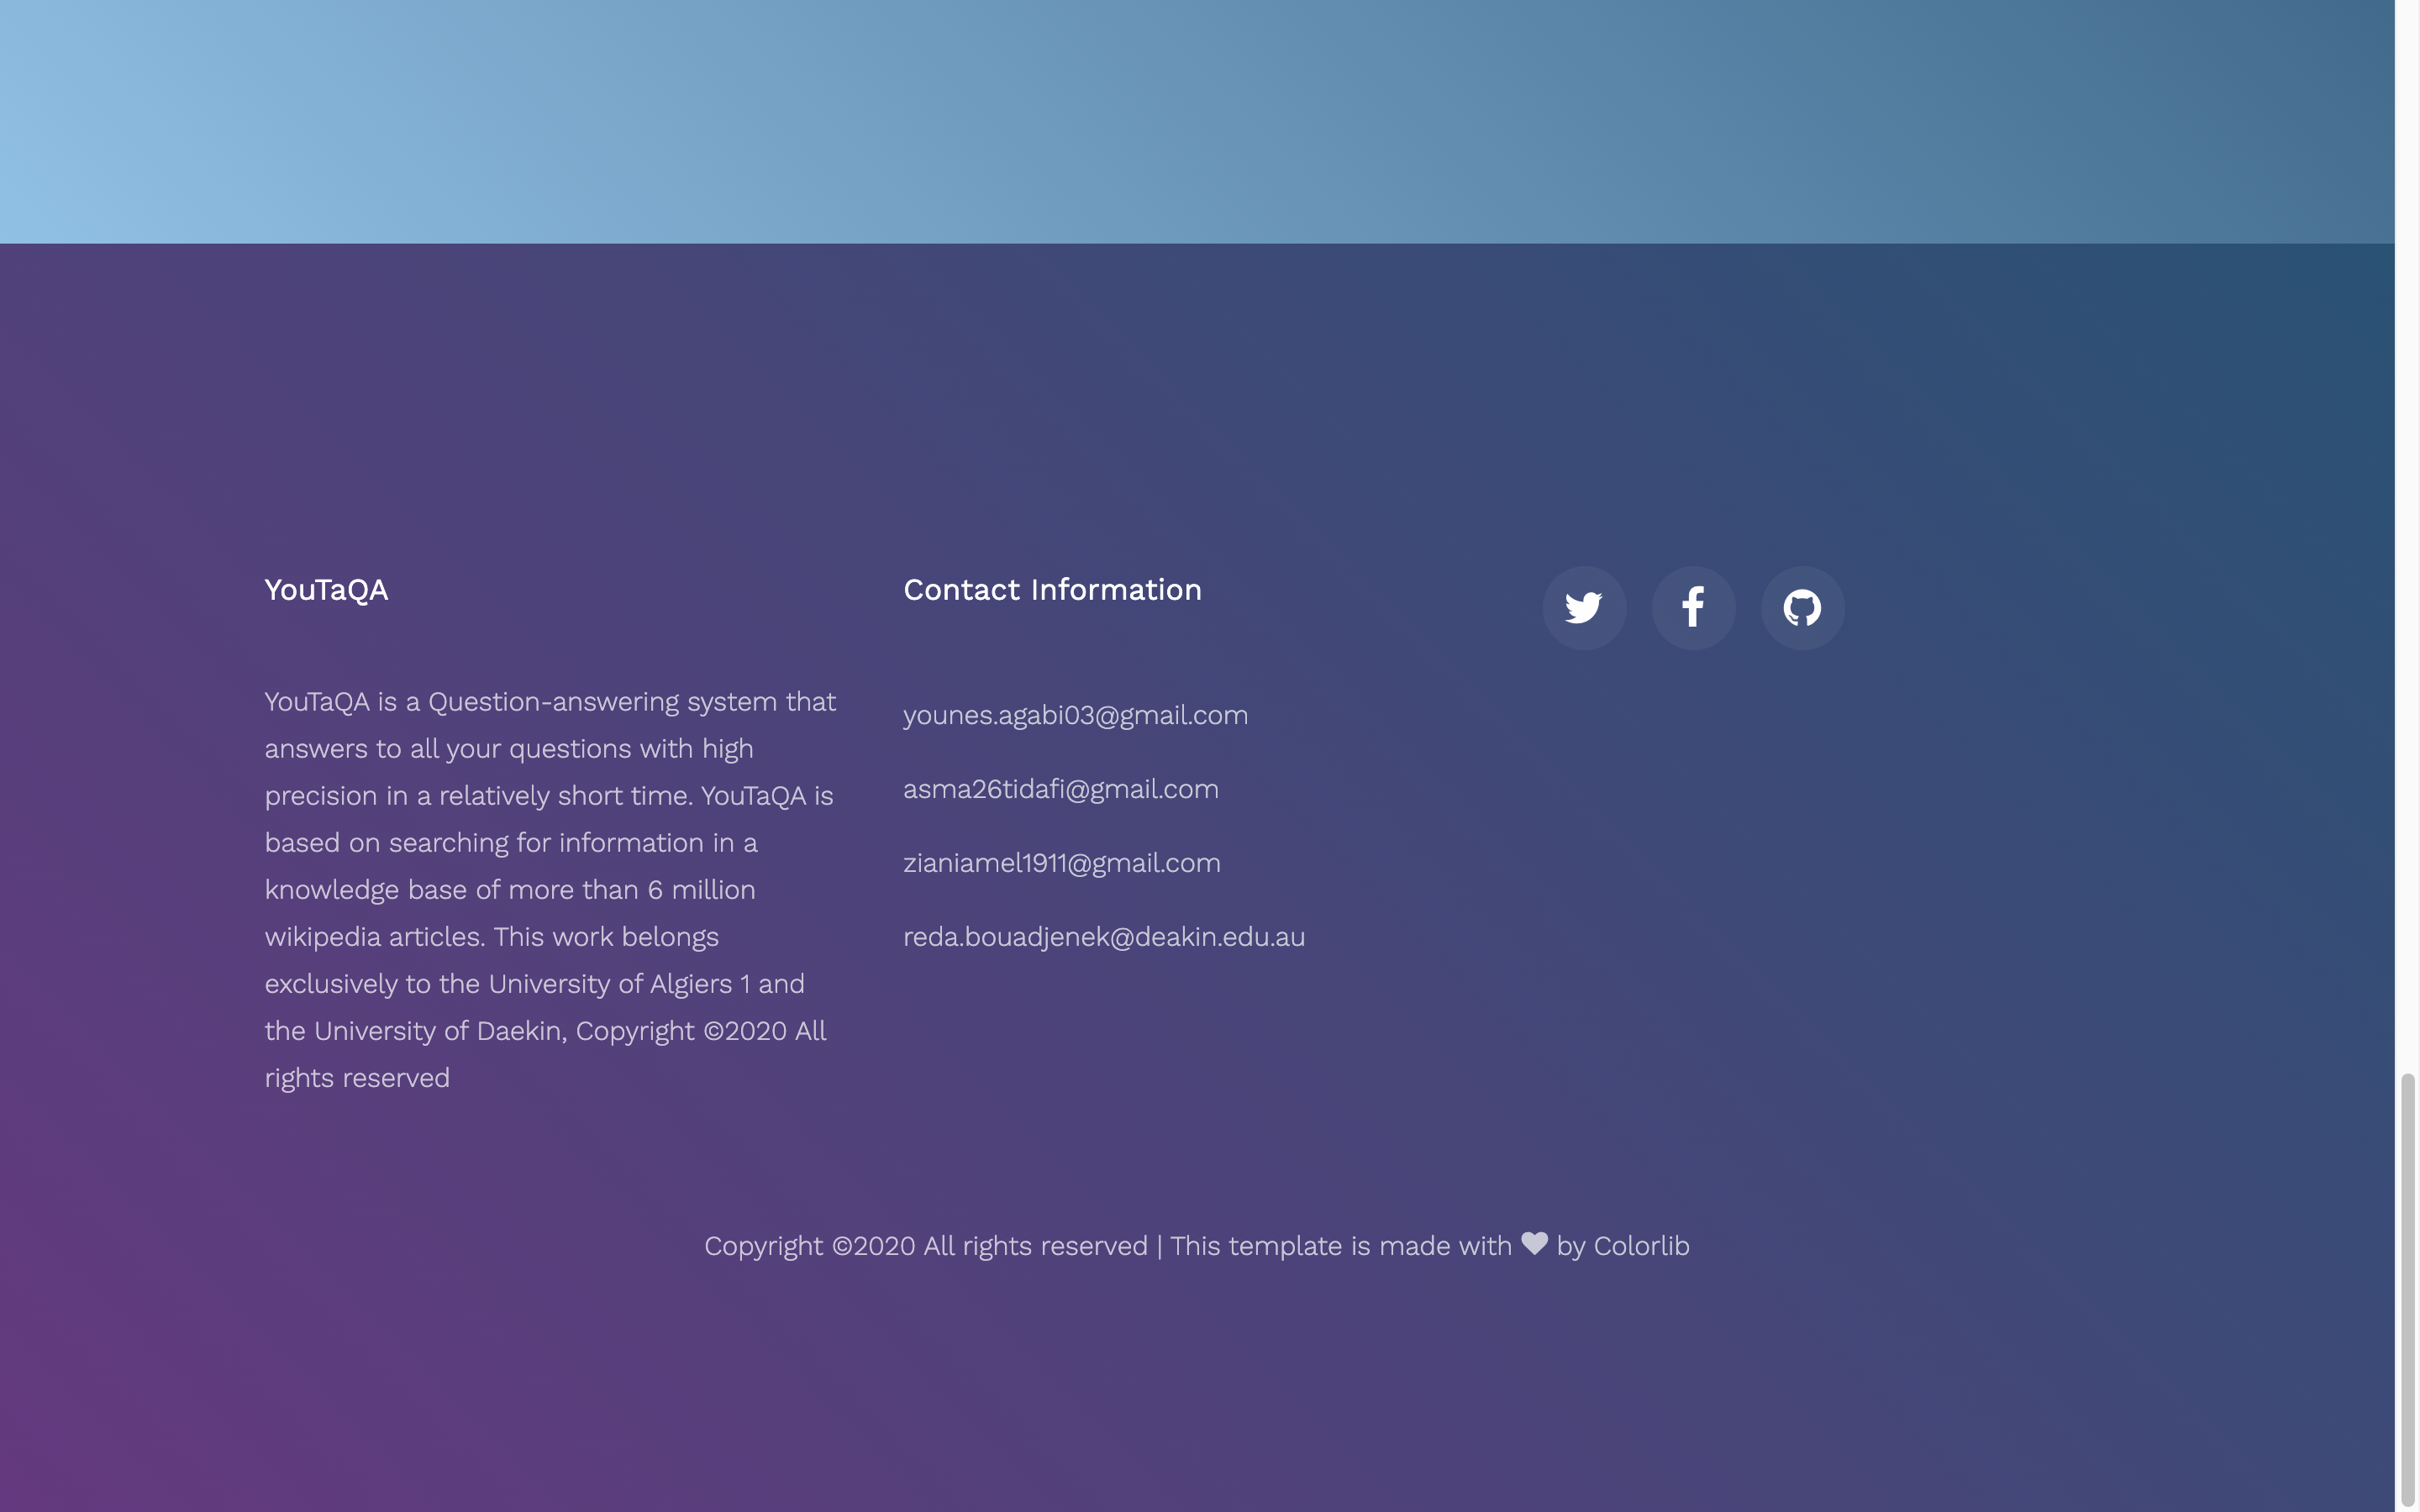 YouTaQA
YouTaQA is a Question-answering system that
answers to all your questions with high
precision in a relatively short time. YouTaQA is
based on searching for information in a
knowledge base of more than 6 million
wikipedia articles. This work belongs
exclusively to the University of Algiers 1 and
the University of Daekin, Copyright ©2020 All
rights reserved
Contact Information
younes.agabi03@gmail.com
asma26tidafi@gmail.com
zianiamel1911@gmail.com
reda.bouadjenek@deakin.edu.au
Copyright ©2020 All rights reserved | This template is made with ♥ by Colorlib